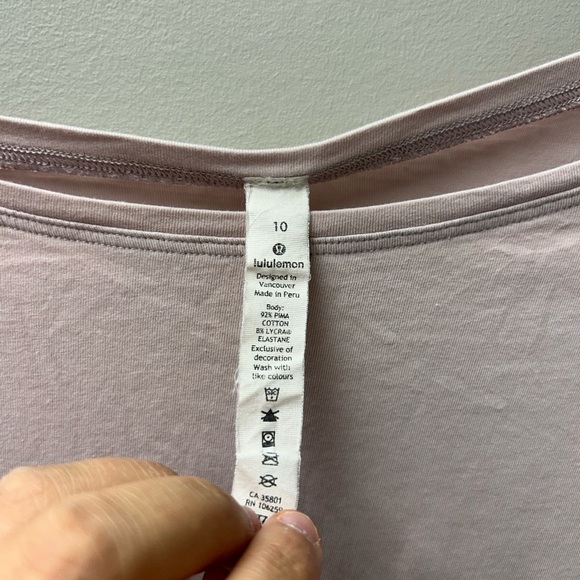 10
lululemon
Designed in
Vancouver
Made in Peru
Body:
92% PIMA
COTTON
8% LYCRA®
ELASTANE
Exclusive of
decoration
Wash with
like colours
CA 35801
RN 106259